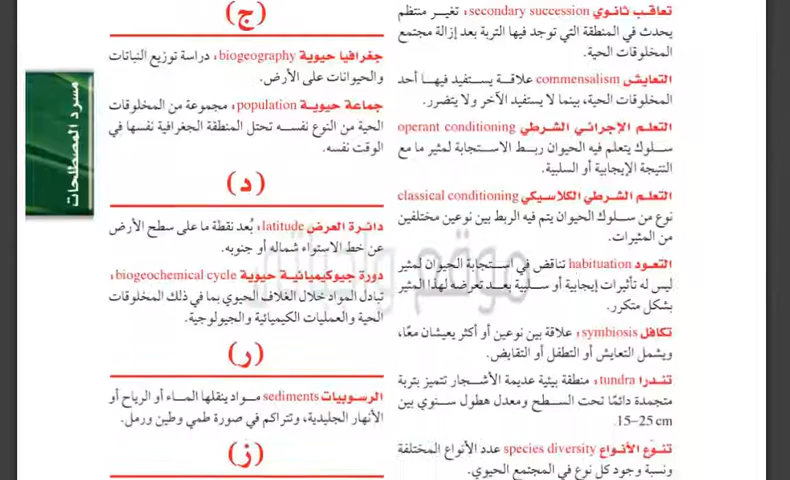 تعاقب ثانوي secondary succession، تغير منتظم
يحدث في المنطقة التي توجد فيها التربة بعد إزالة مجتمع
المخلوقات الحية.
التعايش commensalism علاقة يستفيد فيها أحد
المخلوقات الحية، بينما لا يستفيد الآخر ولا يتضرر.
التعلم الإجرائي الشرطي operant conditioning
سلوك يتعلم فيه الحيوان ربط الاستجابة لمثير ما مع
النتيجة الإيجابية أو السلبية.
التعلم الشرطي الكلاسيكي classical conditioning
نوع من سلوك الحيوان يتم فيه الربط بين نوعين مختلفين
من المثيرات.
التعود habituation تناقص في استجابة الحيوان لمثير
ليس له تأثيرات إيجابية أو سلبية بعد تعرضه لهذا المثير
بشكل متكرر.
تكافل symbiosis، علاقة بين نوعين أو أكثر يعيشان معًا،
ويشمل التعايش أو التطفل أو التقايض.
تندرا tundra، منطقة بيئية عديمة الأشجار تتميز بتربة
متجمدة دائمًا تحت السطح ومعدل هطول سنوي بين
15–25 cm.
تنوع الأنواع species diversity عدد الأنواع المختلفة
ونسبة وجود كل نوع في المجتمع الحيوي.
(ج)
جغرافيا حيوية biogeography، دراسة توزيع النباتات
والحيوانات على الأرض.
جماعة حيوية population، مجموعة من المخلوقات
الحية من النوع نفسه تحتل المنطقة الجغرافية نفسها في
الوقت نفسه.
(د)
دائرة العرض latitude، بُعد نقطة ما على سطح الأرض
عن خط الاستواء شماله أو جنوبه.
دورة جيوكيميائية حيوية biogeochemical cycle،
تبادل المواد خلال الغلاف الحيوي بما في ذلك المخلوقات
الحية والعمليات الكيميائية والجيولوجية.
(ر)
الرسوبيات sediments مواد ينقلها الماء أو الرياح أو
الأنهار الجليدية، وتتراكم في صورة طمي وطين ورمل.
(ز)
مسرد المصطلحات
موقع واجباتي